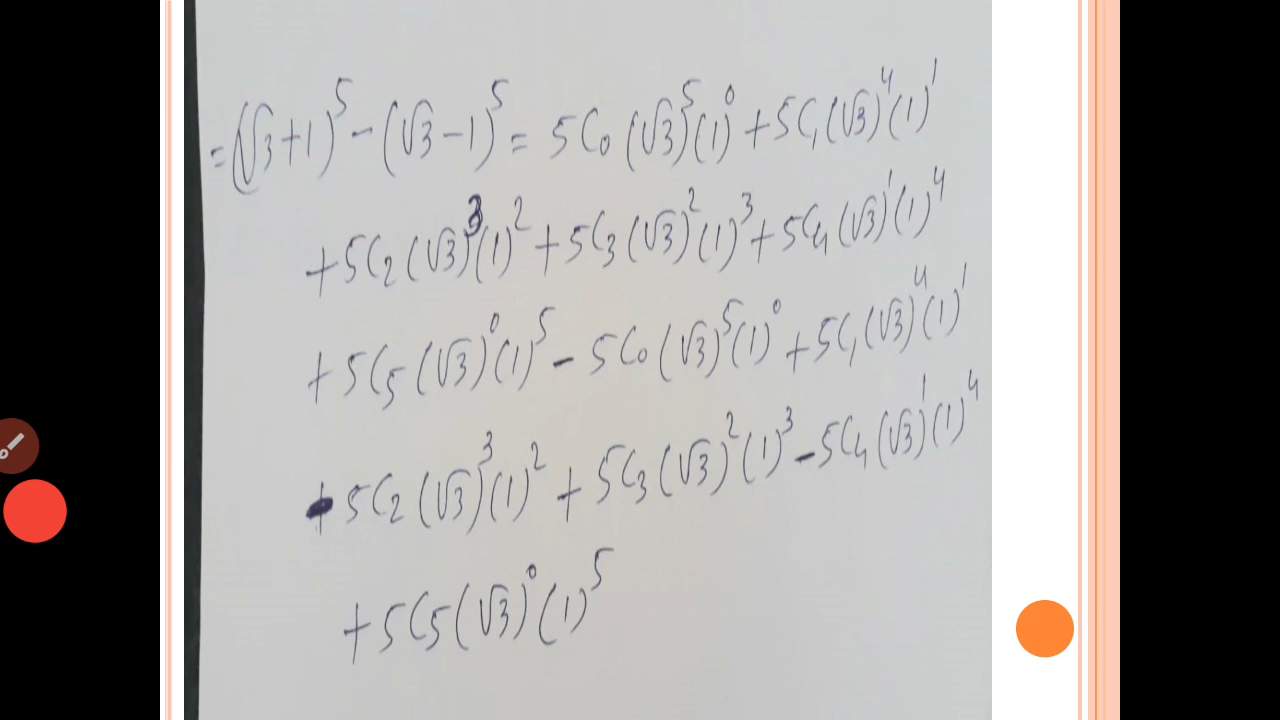 = (√3+1)⁵ - (√3-1)⁵ = 5C₀ (√3)⁵(1)⁰ + 5C₁(√3)⁴(1)¹
+ 5C₂ (√3)³(1)² + 5C₃ (√3)²(1)³ + 5C₄ (√3)¹(1)⁴
+ 5C₅ (√3)⁰(1)⁵ - 5C₀ (√3)⁵(1)⁰ + 5C₁ (√3)⁴(1)¹
- 5C₂ (√3)³(1)² + 5C₃ (√3)²(1)³ - 5C₄ (√3)¹(1)⁴
+ 5C₅ (√3)⁰ (1)⁵